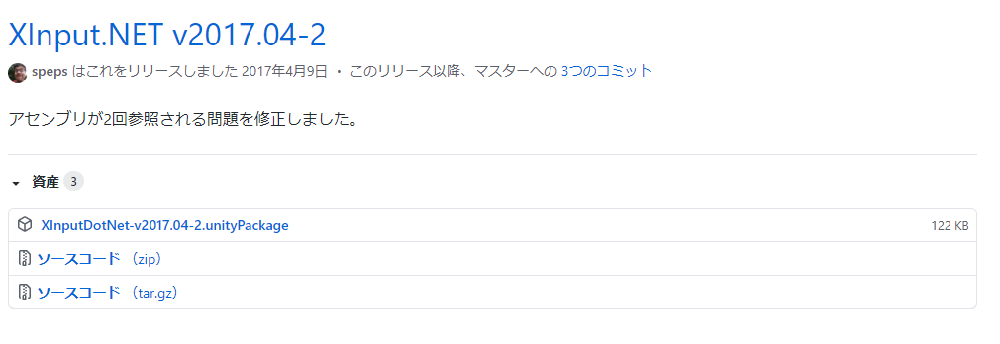 XInput.NET v2017.04-2
speps はこれをリリースしました 2017年4月9日 ・ このリリース以降、マスターへの 3つのコミット
アセンブリが2回参照される問題を修正しました。
資産 3
XInputDotNet-v2017.04-2.unityPackage 122 KB
ソースコード （zip）
ソースコード （tar.gz）